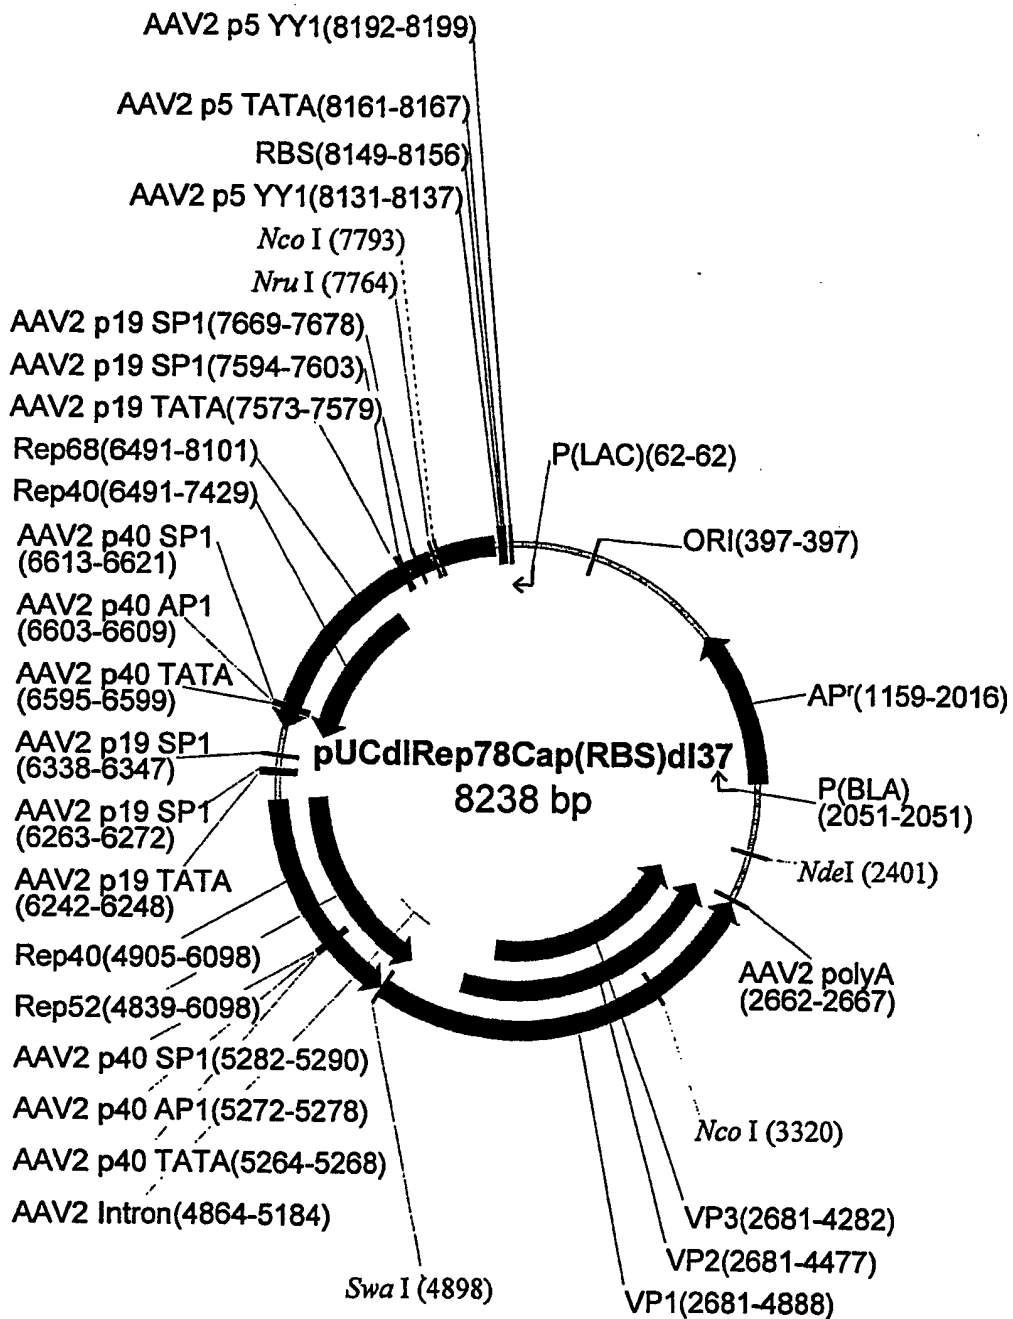 AAV2 p5 YY1(8192-8199)
AAV2 p5 TATA(8161-8167)
RBS(8149-8156)
AAV2 p5 YY1(8131-8137)
Nco I (7793)
Nru I (7764)
AAV2 p19 SP1(7669-7678)
AAV2 p19 SP1(7594-7603)
AAV2 p19 TATA(7573-7579)
Rep68(6491-8101)
Rep40(6491-7429)
AAV2 p40 SP1
(6613-6621)
AAV2 p40 AP1
(6603-6609)
AAV2 p40 TATA
(6595-6599)
AAV2 p19 SP1
(6338-6347)
AAV2 p19 SP1
(6263-6272)
AAV2 p19 TATA
(6242-6248)
Rep40(4905-6098)
Rep52(4839-6098)
AAV2 p40 SP1(5282-5290)
AAV2 p40 AP1(5272-5278)
AAV2 p40 TATA(5264-5268)
AAV2 Intron(4864-5184)
Swa I (4898)
P(LAC)(62-62)
ORI(397-397)
APr(1159-2016)
pUCdlRep78Cap(RBS)dl37
8238 bp
P(BLA)
(2051-2051)
NdeI (2401)
AAV2 polyA
(2662-2667)
Nco I (3320)
VP3(2681-4282)
VP2(2681-4477)
VP1(2681-4888)